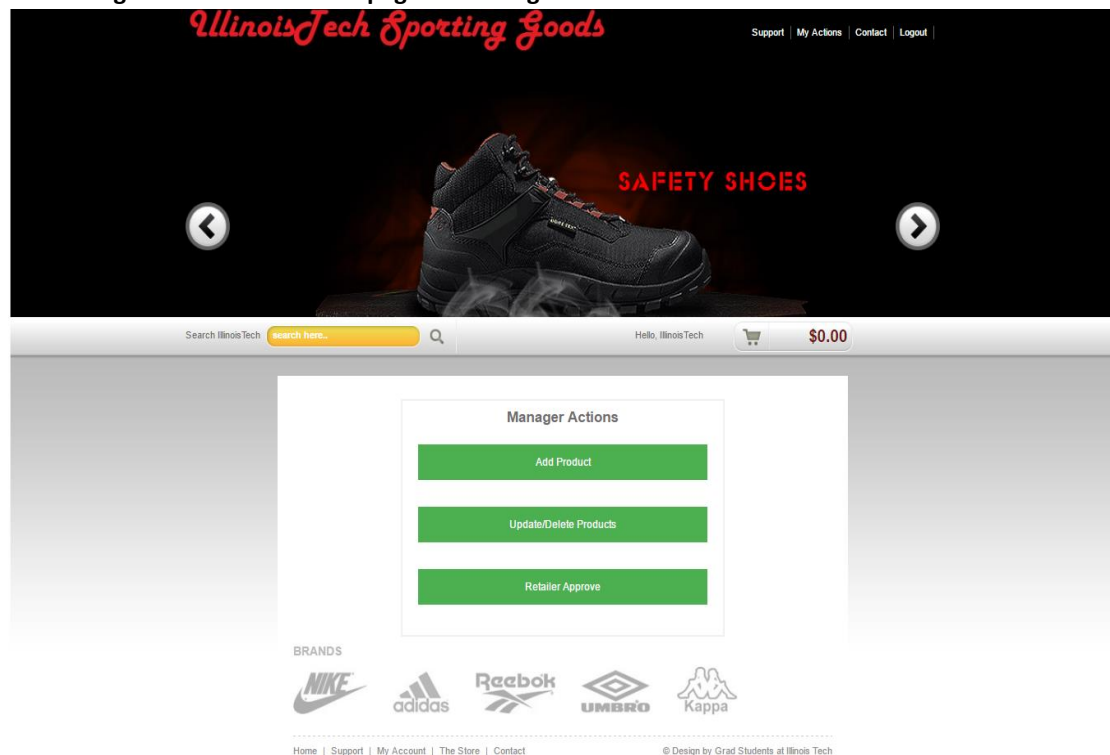 IllinoisTech Sporting Goods
Support | My Actions | Contact | Logout |
SAFETY SHOES
Search IllinoisTech search here..
Hello, IllinoisTech $0.00
Manager Actions
Add Product
Update/Delete Products
Retailer Approve
BRANDS
NIKE adidas Reebok UMBRO Kappa
Home | Support | My Account | The Store | Contact
© Design by Grad Students at Illinois Tech